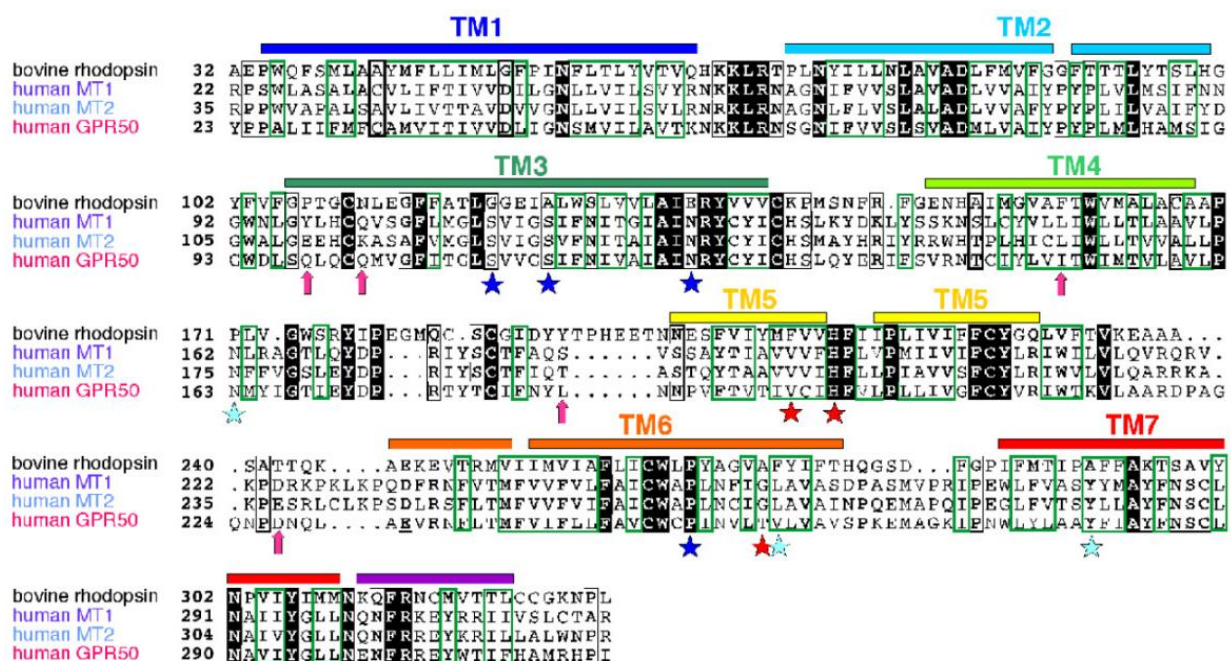 TM1 TM2
bovine rhodopsin 32 AEPWQFSMLAAYMFLLIMLGFPINFLTLYVTVQHKKLRTPLNYILLNLAVADLFMVFGGFTTTLYTSLHG
human MT1 22 RPSWLASALACVLIFTIVVDILGNLLVILSVYRNKKLRNAGNIFVVSLAVADLVVAIYPYPLVLMSIFNN
human MT2 35 RPPWVAPALSAVLIVTTAVDVVGNLLVILSVLRNRKLRNAGNLFLVSLALADLVVAFYPYPLILVAIFYD
human GPR50 23 YPPALIIFMFCAMVITIVVDLIGNSMVILAVTKNKKLRNSGNIFVVSLSVADMLVAIYPYPLMLHAMSIG
TM3 TM4
bovine rhodopsin 102 YFVFGPTGCNLEGFFATLGGEIALWSLVVLAIERYVVVCKPMSNFR.FGENHAIMGVAFTWVMALACAAP
human MT1 92 GWNLGYLHCQVSGFLMGLSVIGSIFNITGIAINRYCYICHSLKYDKLYSSKNSLCYVLLIWLLTLAAVLP
human MT2 105 GWALGEEHCKASAFVMGLSVIGSVFNITAIAINRYCYICHSMAYHRIYRRWHTPLHICLIWLLTVVALLP
human GPR50 93 GWDLSQLQCQMVGFITGLSVVGSIFNIVAIAINRYCYICHSLQYERIFSVRNTCIYLVITWIMTVLAVLP
TM5 TM5
bovine rhodopsin 171 PLV.GWSRYIPEGMQCS.CGIDYYTPHEETNNESFVIYMFVVHFIIPLIVIFFCYGQLVFTVKEAAA.
human MT1 162 NLRAGTLQYDP...RIYSCTFAQS.....VSSAYTIAVVVFHFLVPMIIVIFCYLRIWILVLQVRQRV.
human MT2 175 NFFVGSLEYDP...RIYSCTFIQT.....ASTQYTAAVVVIHFLLPIAVVSFCYLRIWVLVLQARRKA.
human GPR50 163 NMYIGTIEYDP...RTYTCIFNYL.....NNPVFTVTIVCIHFVLPLLIVGFCYVRIWTKVLAARDPAG
TM6 TM7
bovine rhodopsin 240 .SATTQK....AEKEVTRMVIIMVIAFLICWLPYAGVAFYIFTHQGSD..FGPIFMTIPAFFAKTSAVY
human MT1 222 .KPDRKPKLKPQDFRNFVTMFVVFVLFAICWAPLNFIGLAVASDPASMVPRIPEWLFVASYYMAYFNSCL
human MT2 235 .KPESRLCLKPSDLRSFLTMFVVFVIFAICWAPLNCIGLAVAINPQEMAPQIPEGLFVTSYLLAYFNSCL
human GPR50 224 QNPDNQL....AEVRNFLTMFVIFLLFAVCWCPINVLTVLVAVSPKEMAGKIPNWLYLAAYFIAYFNSCL
bovine rhodopsin 302 NPVIYIMMNKQFRNCMVTTLCCGKNPL
human MT1 291 NAIIYGLLNQNFRKEYRRIIVSLCTAR
human MT2 304 NAIVYGLLNQNFRREYKRILLALWNPR
human GPR50 290 NAVIYGLLNENFRREYWTIFHAMRHPI